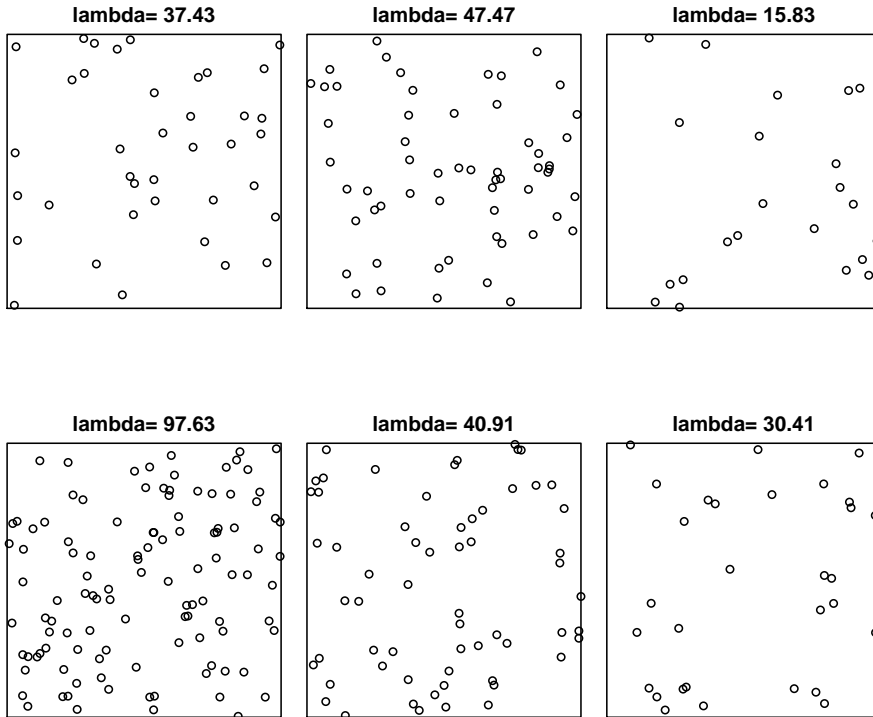 lambda= 37.43
lambda= 47.47
lambda= 15.83
lambda= 97.63
lambda= 40.91
lambda= 30.41